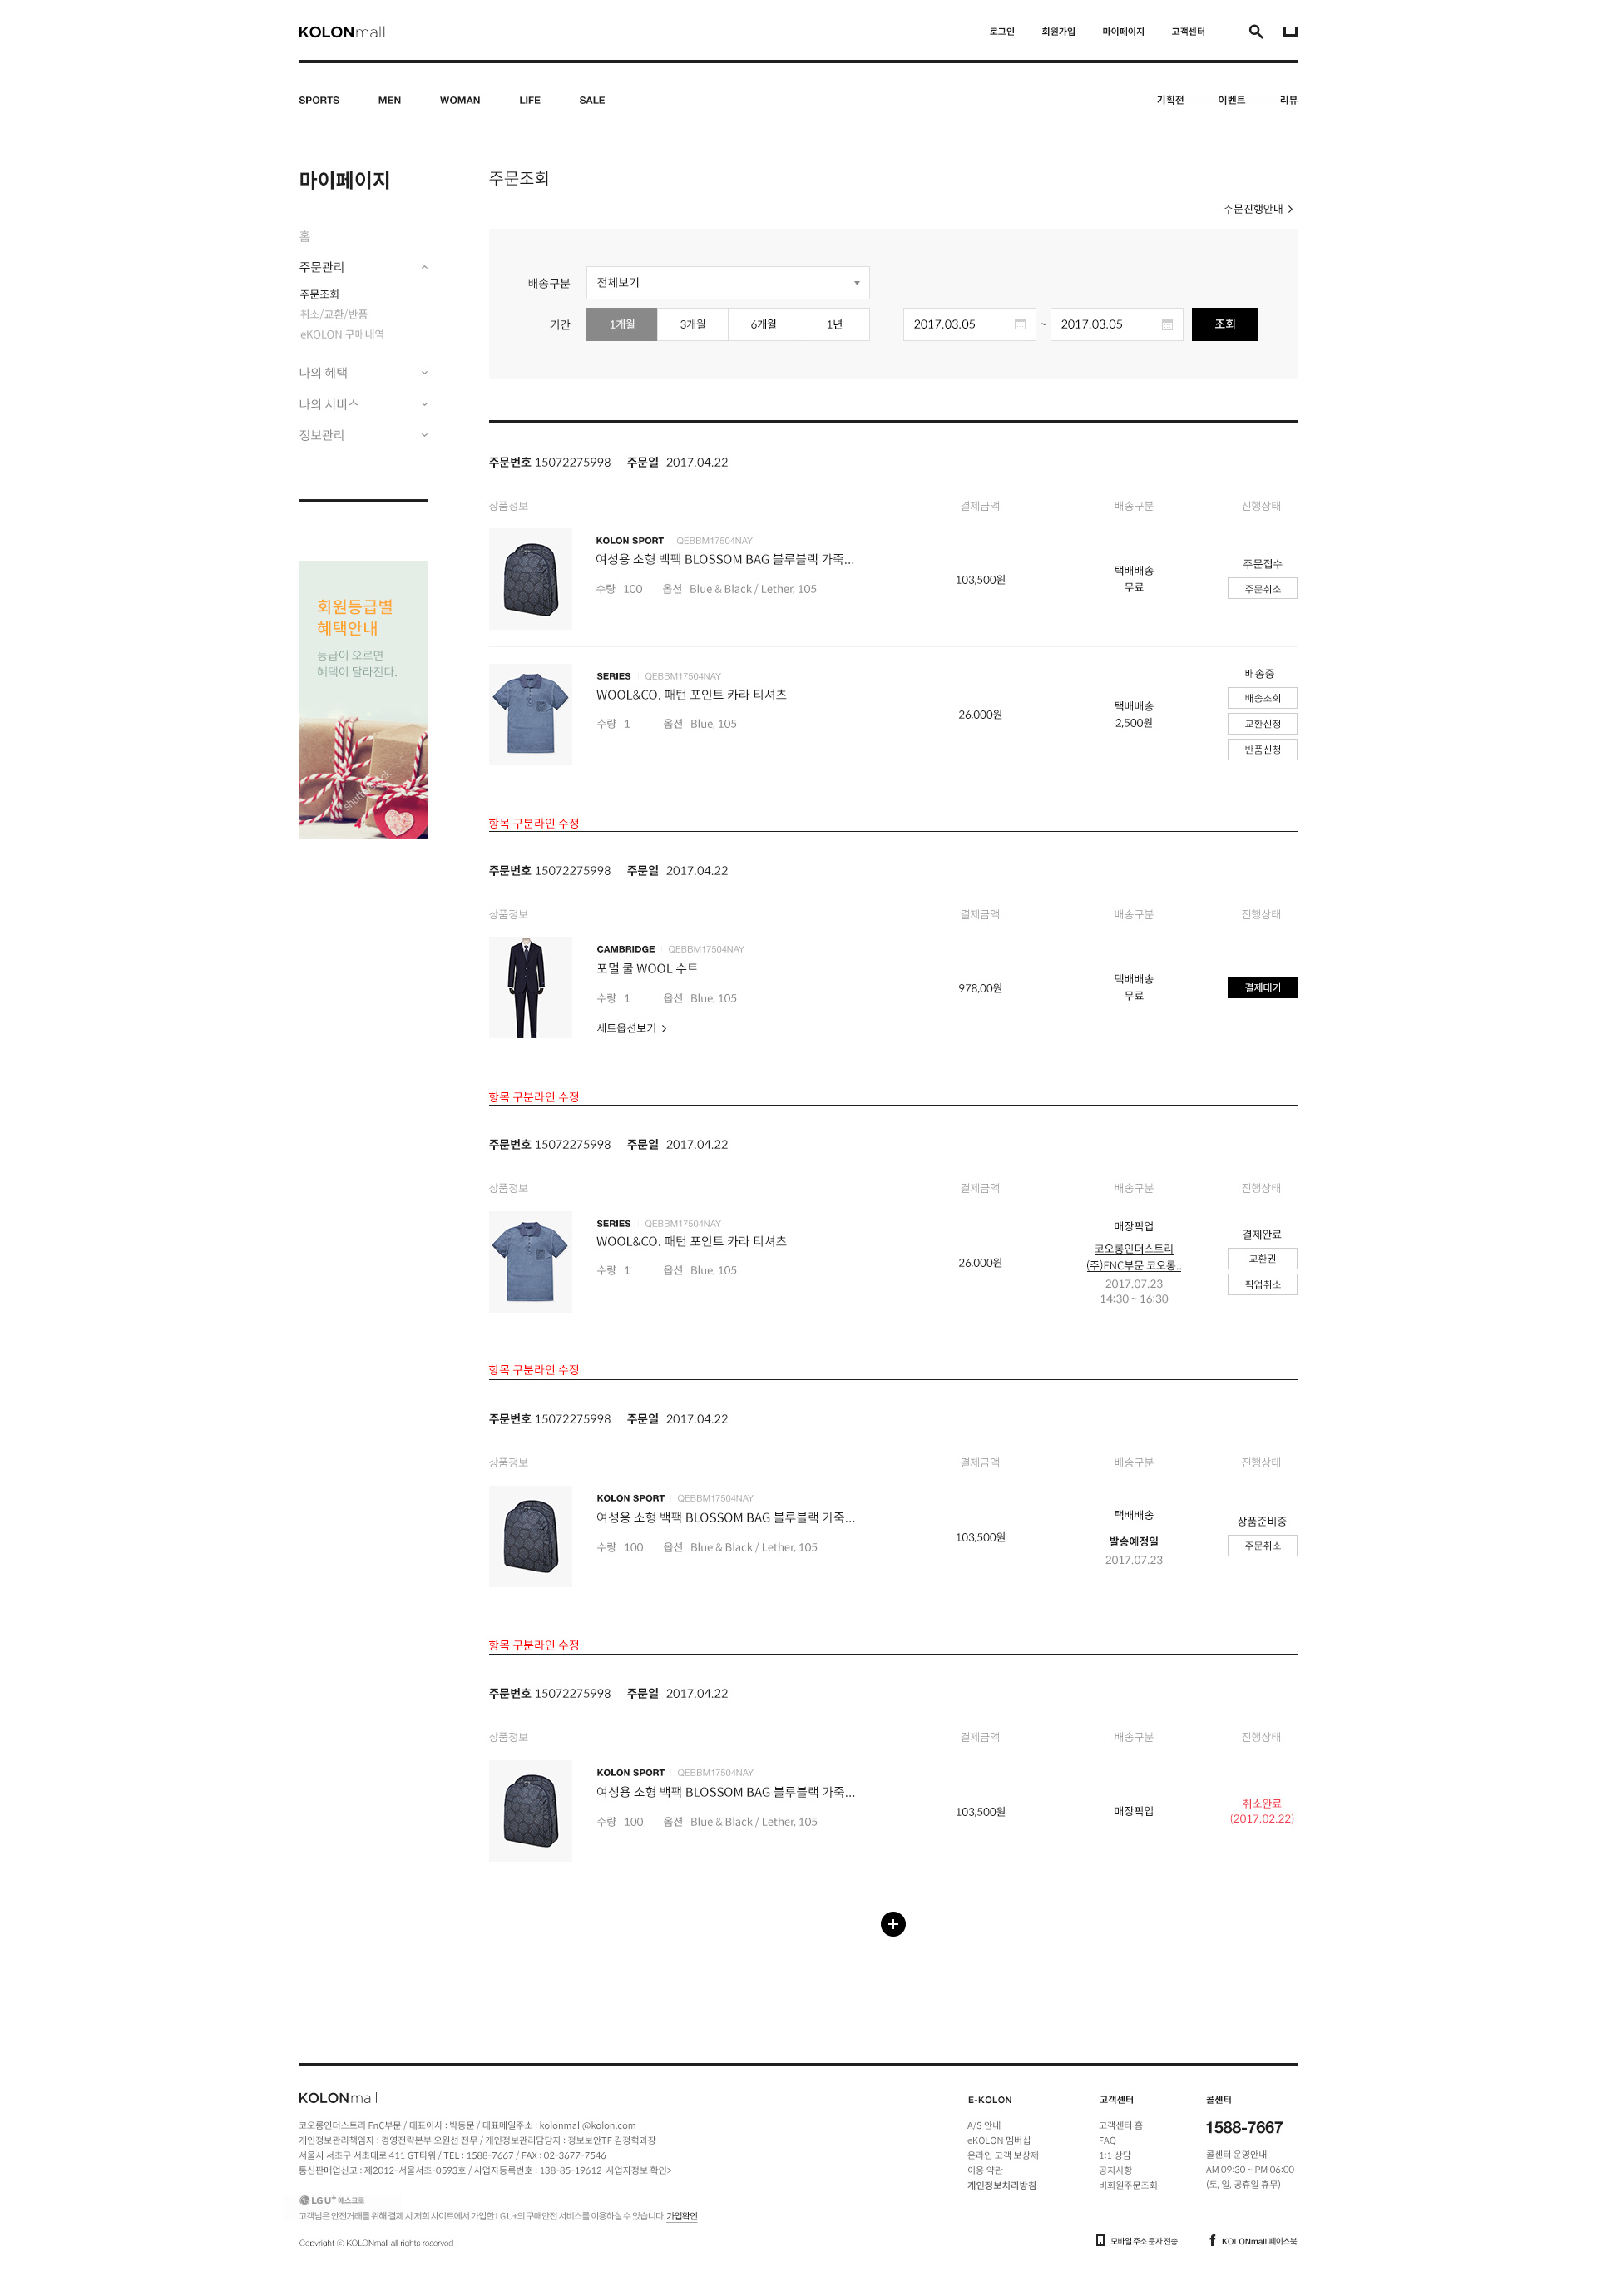 KOLONmall
로그인 회원가입 마이페이지 고객센터
SPORTS MEN WOMAN LIFE SALE 기획전 이벤트 리뷰
마이페이지
홈
주문관리
주문조회
취소/교환/반품
eKOLON 구매내역
나의 혜택
나의 서비스
정보관리
회원등급별
혜택안내
등급이 오르면
혜택이 달라진다.
shutterstock
주문조회
주문진행안내 >
배송구분 전체보기
기간 1개월 3개월 6개월 1년 2017.03.05 ~ 2017.03.05 조회
주문번호 15072275998 주문일 2017.04.22
상품정보 결제금액 배송구분 진행상태
KOLON SPORT QEBBM17504NAY
여성용 소형 백팩 BLOSSOM BAG 블루블랙 가죽...
수량 100 옵션 Blue & Black / Lether, 105
103,500원
택배배송
무료
주문접수
주문취소
SERIES QEBBM17504NAY
WOOL&CO. 패턴 포인트 카라 티셔츠
수량 1 옵션 Blue, 105
26,000원
택배배송
2,500원
배송중
배송조회
교환신청
반품신청
항목 구분라인 수정
주문번호 15072275998 주문일 2017.04.22
상품정보 결제금액 배송구분 진행상태
CAMBRIDGE QEBBM17504NAY
포멀 쿨 WOOL 수트
수량 1 옵션 Blue, 105
세트옵션보기 >
978,00원
택배배송
무료
결제대기
항목 구분라인 수정
주문번호 15072275998 주문일 2017.04.22
상품정보 결제금액 배송구분 진행상태
SERIES QEBBM17504NAY
WOOL&CO. 패턴 포인트 카라 티셔츠
수량 1 옵션 Blue, 105
26,000원
매장픽업
코오롱인더스트리
(주)FNC부문 코오롱..
2017.07.23
14:30 ~ 16:30
결제완료
교환권
픽업취소
항목 구분라인 수정
주문번호 15072275998 주문일 2017.04.22
상품정보 결제금액 배송구분 진행상태
KOLON SPORT QEBBM17504NAY
여성용 소형 백팩 BLOSSOM BAG 블루블랙 가죽...
수량 100 옵션 Blue & Black / Lether, 105
103,500원
택배배송
발송예정일
2017.07.23
상품준비중
주문취소
항목 구분라인 수정
주문번호 15072275998 주문일 2017.04.22
상품정보 결제금액 배송구분 진행상태
KOLON SPORT QEBBM17504NAY
여성용 소형 백팩 BLOSSOM BAG 블루블랙 가죽...
수량 100 옵션 Blue & Black / Lether, 105
103,500원
매장픽업
취소완료
(2017.02.22)
KOLONmall
코오롱인더스트리 FnC부문 / 대표이사 : 박동문 / 대표메일주소 : kolonmall@kolon.com
개인정보관리책임자 : 경영전략본부 오원선 전무 / 개인정보관리담당자 : 정보보안TF 김정혁과장
서울시 서초구 서초대로 411 GT타워 / TEL : 1588-7667 / FAX : 02-3677-7546
통신판매업신고 : 제2012-서울서초-0593호 / 사업자등록번호 : 138-85-19612 사업자정보 확인>
LG U+ 에스크로
고객님은 안전거래를 위해 결제 시 저희 사이트에서 가입한 LG U+의 구매안전 서비스를 이용하실 수 있습니다. 가입확인
Copyright ⓒ KOLONmall all rights reserved
E-KOLON
A/S 안내
eKOLON 멤버십
온라인 고객 보상제
이용 약관
개인정보처리방침
고객센터
고객센터 홈
FAQ
1:1 상담
공지사항
비회원주문조회
콜센터
1588-7667
콜센터 운영안내
AM 09:30 ~ PM 06:00
(토, 일, 공휴일 휴무)
모바일 주소 문자 전송
KOLONmall 페이스북